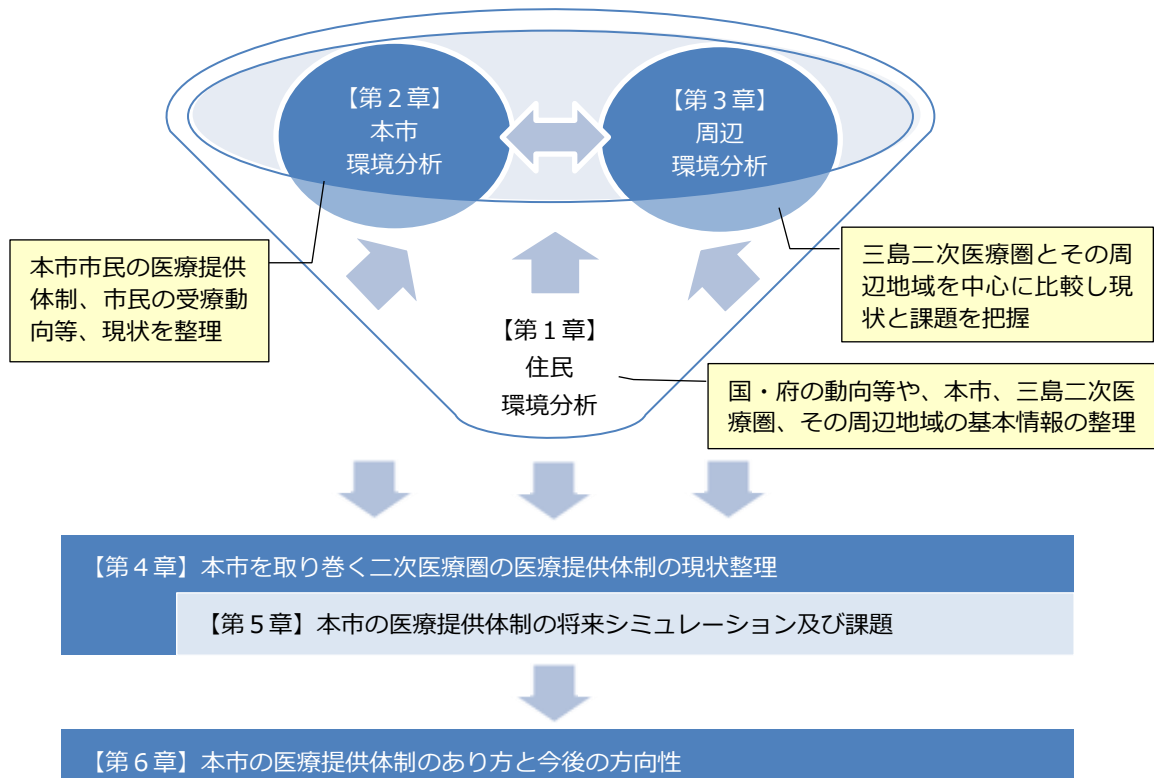 【第２章】
本市
環境分析
【第３章】
周辺
環境分析
本市市民の医療提供
体制、市民の受療動
向等、現状を整理
三島二次医療圏とその周
辺地域を中心に比較し現
状と課題を把握
【第１章】
住民
環境分析
国・府の動向等や、本市、三島二次医
療圏、その周辺地域の基本情報の整理
【第４章】本市を取り巻く二次医療圏の医療提供体制の現状整理
【第５章】本市の医療提供体制の将来シミュレーション及び課題
【第６章】本市の医療提供体制のあり方と今後の方向性